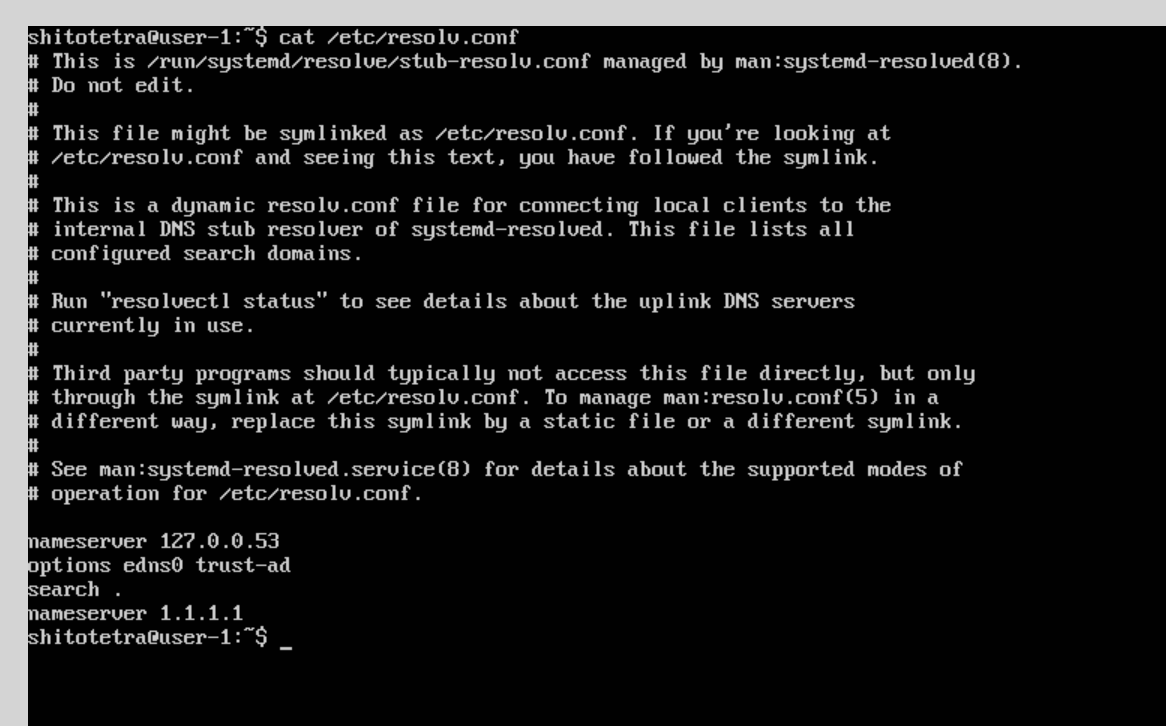 shitotetra@user-1:~$ cat /etc/resolv.conf
# This is /run/systemd/resolve/stub-resolv.conf managed by man:systemd-resolved(8).
# Do not edit.
#
# This file might be symlinked as /etc/resolv.conf. If you're looking at
# /etc/resolv.conf and seeing this text, you have followed the symlink.
#
# This is a dynamic resolv.conf file for connecting local clients to the
# internal DNS stub resolver of systemd-resolved. This file lists all
# configured search domains.
#
# Run "resolvectl status" to see details about the uplink DNS servers
# currently in use.
#
# Third party programs should typically not access this file directly, but only
# through the symlink at /etc/resolv.conf. To manage man:resolv.conf(5) in a
# different way, replace this symlink by a static file or a different symlink.
#
# See man:systemd-resolved.service(8) for details about the supported modes of
# operation for /etc/resolv.conf.

nameserver 127.0.0.53
options edns0 trust-ad
search .
nameserver 1.1.1.1
shitotetra@user-1:~$ _